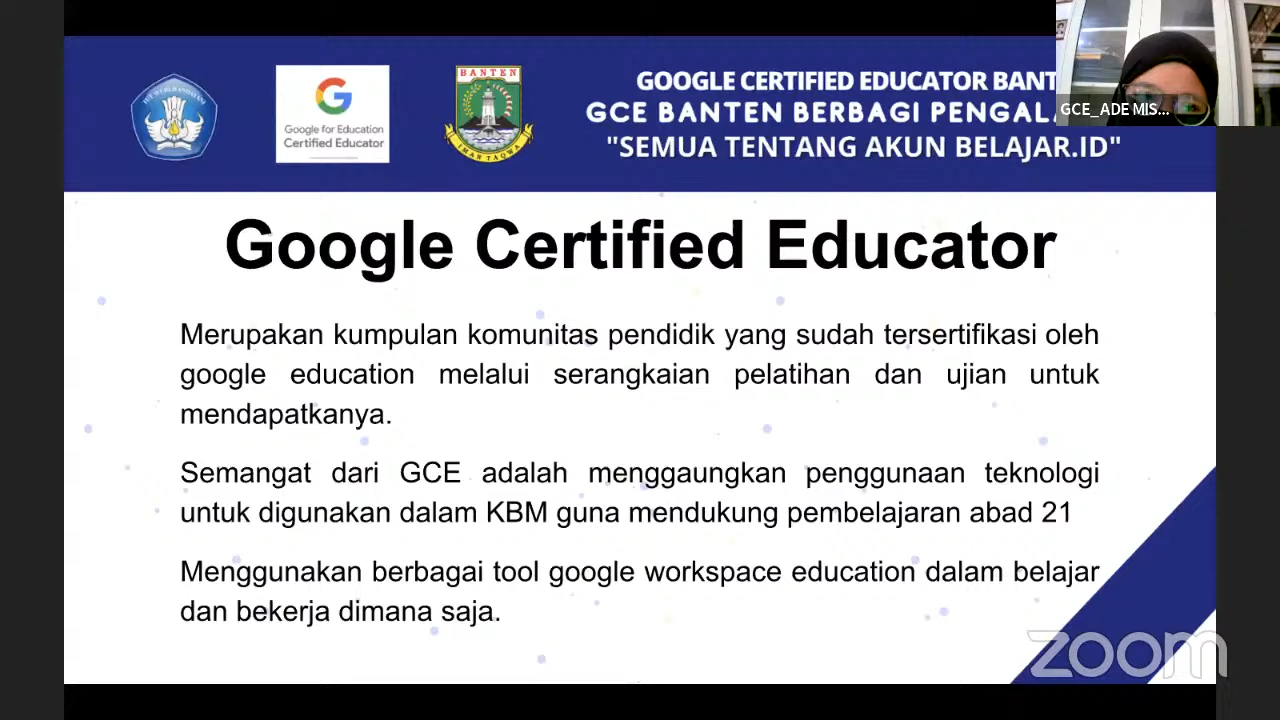 TUT WURI HANDAYANI
Google for Education
Certified Educator
BANTEN
IMAN TAQWA
GOOGLE CERTIFIED EDUCATOR BANT
GCE BANTEN BERBAGI PENGAL
"SEMUA TENTANG AKUN BELAJAR.ID"
GCE_ADE MIS...
Google Certified Educator
Merupakan kumpulan komunitas pendidik yang sudah tersertifikasi oleh
google education melalui serangkaian pelatihan dan ujian untuk
mendapatkanya.
Semangat dari GCE adalah menggaungkan penggunaan teknologi
untuk digunakan dalam KBM guna mendukung pembelajaran abad 21
Menggunakan berbagai tool google workspace education dalam belajar
dan bekerja dimana saja.
zoom